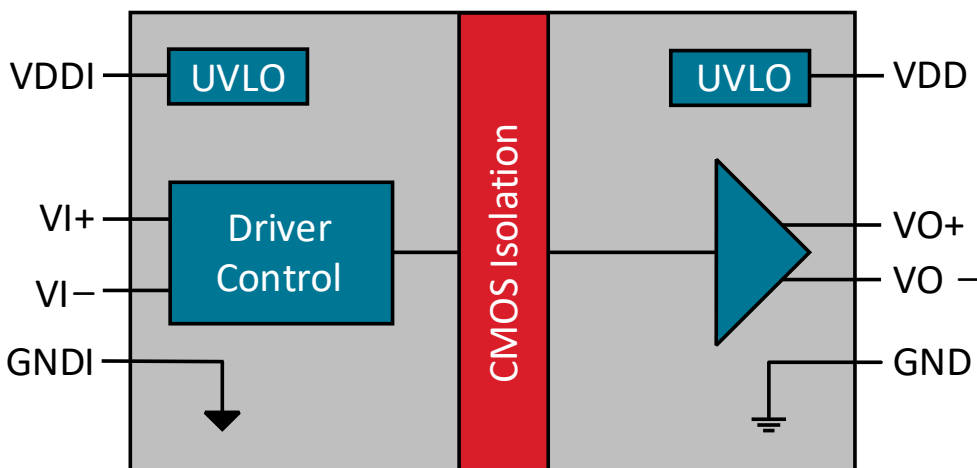 VDDI
UVLO
UVLO
VDD
VI+
VI−
Driver
Control
CMOS Isolation
VO+
VO −
GNDI
GND